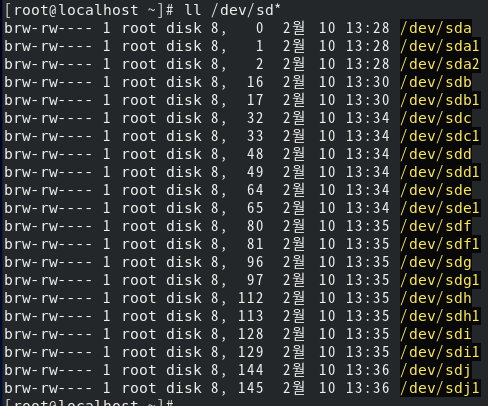 [root@localhost ~]# ll /dev/sd*
brw-rw---- 1 root disk 8,   0  2월  10 13:28 /dev/sda
brw-rw---- 1 root disk 8,   1  2월  10 13:28 /dev/sda1
brw-rw---- 1 root disk 8,   2  2월  10 13:28 /dev/sda2
brw-rw---- 1 root disk 8,  16  2월  10 13:30 /dev/sdb
brw-rw---- 1 root disk 8,  17  2월  10 13:30 /dev/sdb1
brw-rw---- 1 root disk 8,  32  2월  10 13:34 /dev/sdc
brw-rw---- 1 root disk 8,  33  2월  10 13:34 /dev/sdc1
brw-rw---- 1 root disk 8,  48  2월  10 13:34 /dev/sdd
brw-rw---- 1 root disk 8,  49  2월  10 13:34 /dev/sdd1
brw-rw---- 1 root disk 8,  64  2월  10 13:34 /dev/sde
brw-rw---- 1 root disk 8,  65  2월  10 13:34 /dev/sde1
brw-rw---- 1 root disk 8,  80  2월  10 13:35 /dev/sdf
brw-rw---- 1 root disk 8,  81  2월  10 13:35 /dev/sdf1
brw-rw---- 1 root disk 8,  96  2월  10 13:35 /dev/sdg
brw-rw---- 1 root disk 8,  97  2월  10 13:35 /dev/sdg1
brw-rw---- 1 root disk 8, 112  2월  10 13:35 /dev/sdh
brw-rw---- 1 root disk 8, 113  2월  10 13:35 /dev/sdh1
brw-rw---- 1 root disk 8, 128  2월  10 13:35 /dev/sdi
brw-rw---- 1 root disk 8, 129  2월  10 13:35 /dev/sdi1
brw-rw---- 1 root disk 8, 144  2월  10 13:36 /dev/sdj
brw-rw---- 1 root disk 8, 145  2월  10 13:36 /dev/sdj1
[root@localhost ~]#